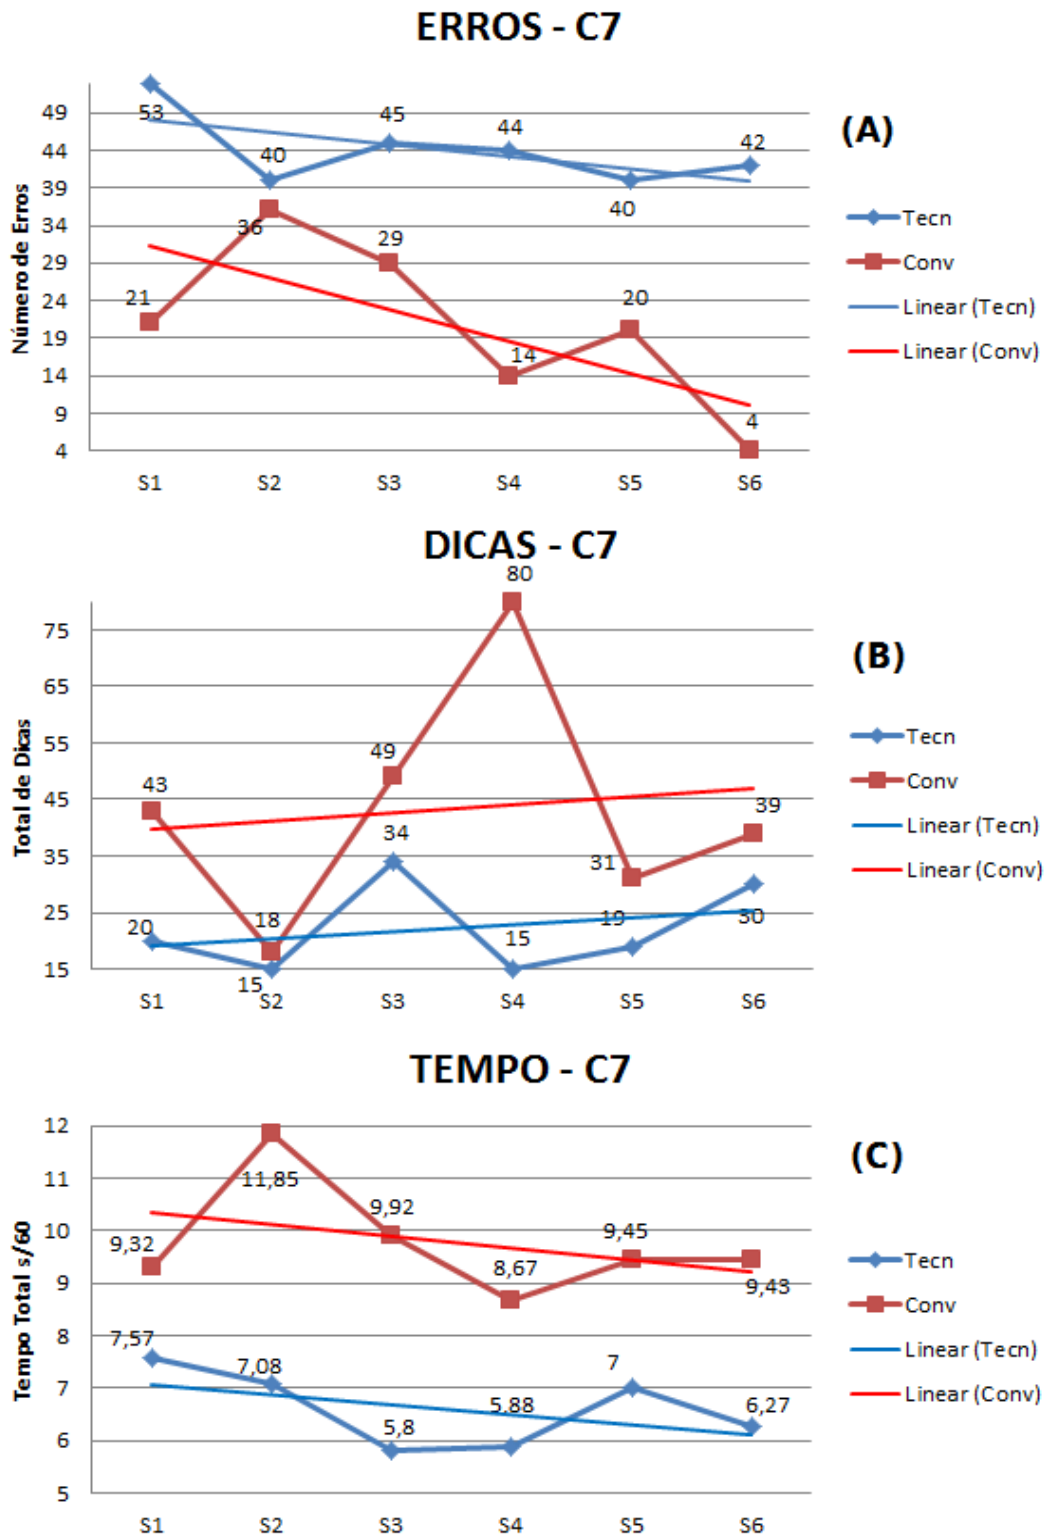 ERROS - C7
(A)
Número de Erros
49
44
39
34
29
24
19
14
9
4
53
40
45
44
40
42
21
36
29
14
20
4
S1 S2 S3 S4 S5 S6
Tecn
Conv
Linear (Tecn)
Linear (Conv)
DICAS - C7
(B)
Total de Dicas
75
65
55
45
35
25
15
80
43
18
49
31
39
20
15
34
15
19
30
S1 S2 S3 S4 S5 S6
Tecn
Conv
Linear (Tecn)
Linear (Conv)
TEMPO - C7
(C)
Tempo Total s/60
12
11
10
9
8
7
6
5
9,32
11,85
9,92
8,67
9,45
9,43
7,57
7,08
5,8
5,88
7
6,27
S1 S2 S3 S4 S5 S6
Tecn
Conv
Linear (Tecn)
Linear (Conv)